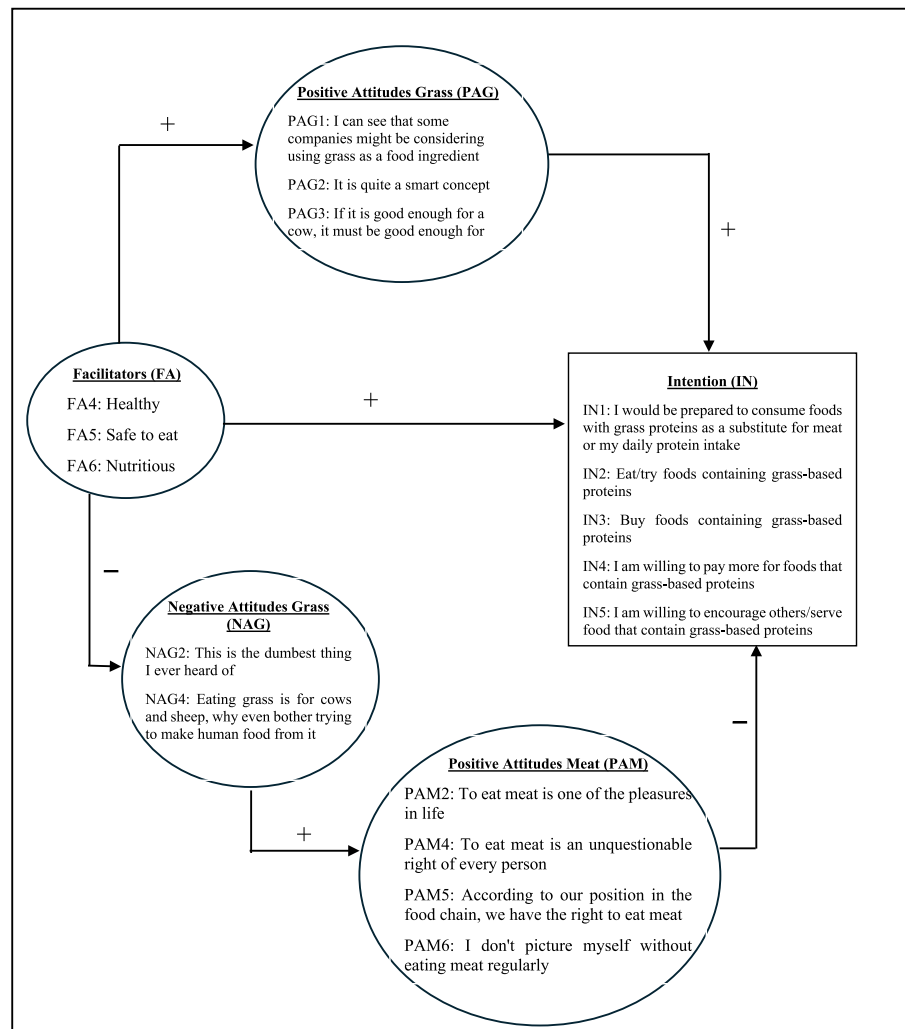 Positive Attitudes Grass (PAG)
PAG1: I can see that some
companies might be considering
using grass as a food ingredient
PAG2: It is quite a smart concept
PAG3: If it is good enough for a
cow, it must be good enough for
+
+
Facilitators (FA)
FA4: Healthy
FA5: Safe to eat
FA6: Nutritious
+
Intention (IN)
IN1: I would be prepared to consume foods
with grass proteins as a substitute for meat
or my daily protein intake
IN2: Eat/try foods containing grass-based
proteins
IN3: Buy foods containing grass-based
proteins
IN4: I am willing to pay more for foods that
contain grass-based proteins
IN5: I am willing to encourage others/serve
food that contain grass-based proteins
−
Negative Attitudes Grass
(NAG)
NAG2: This is the dumbest thing
I ever heard of
NAG4: Eating grass is for cows
and sheep, why even bother trying
to make human food from it
+
Positive Attitudes Meat (PAM)
PAM2: To eat meat is one of the pleasures
in life
PAM4: To eat meat is an unquestionable
right of every person
PAM5: According to our position in the
food chain, we have the right to eat meat
PAM6: I don't picture myself without
eating meat regularly
−